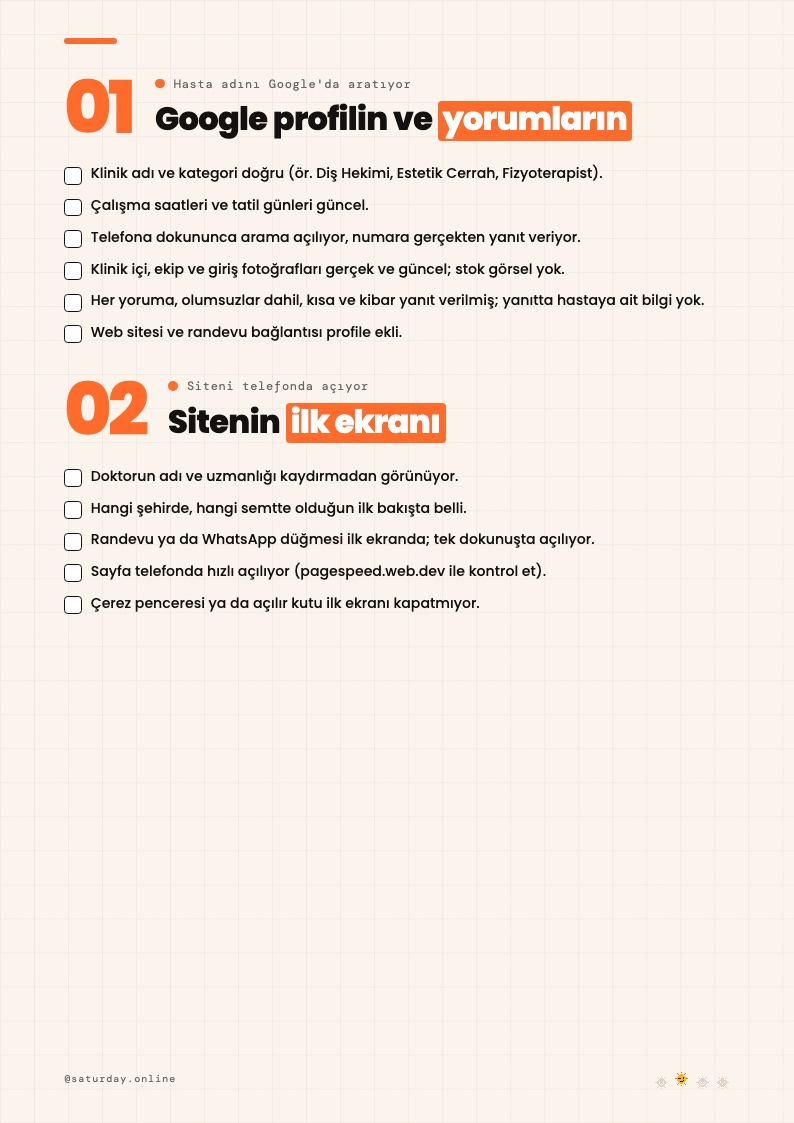 01
Hasta adını Google'da aratıyor
Google profilin ve yorumların
Klinik adı ve kategori doğru (ör. Diş Hekimi, Estetik Cerrah, Fizyoterapist).
Çalışma saatleri ve tatil günleri güncel.
Telefona dokununca arama açılıyor, numara gerçekten yanıt veriyor.
Klinik içi, ekip ve giriş fotoğrafları gerçek ve güncel; stok görsel yok.
Her yoruma, olumsuzlar dahil, kısa ve kibar yanıt verilmiş; yanıtta hastaya ait bilgi yok.
Web sitesi ve randevu bağlantısı profile ekli.
02
Siteni telefonda açıyor
Sitenin ilk ekranı
Doktorun adı ve uzmanlığı kaydırmadan görünüyor.
Hangi şehirde, hangi semtte olduğun ilk bakışta belli.
Randevu ya da WhatsApp düğmesi ilk ekranda; tek dokunuşta açılıyor.
Sayfa telefonda hızlı açılıyor (pagespeed.web.dev ile kontrol et).
Çerez penceresi ya da açılır kutu ilk ekranı kapatmıyor.
@saturday.online